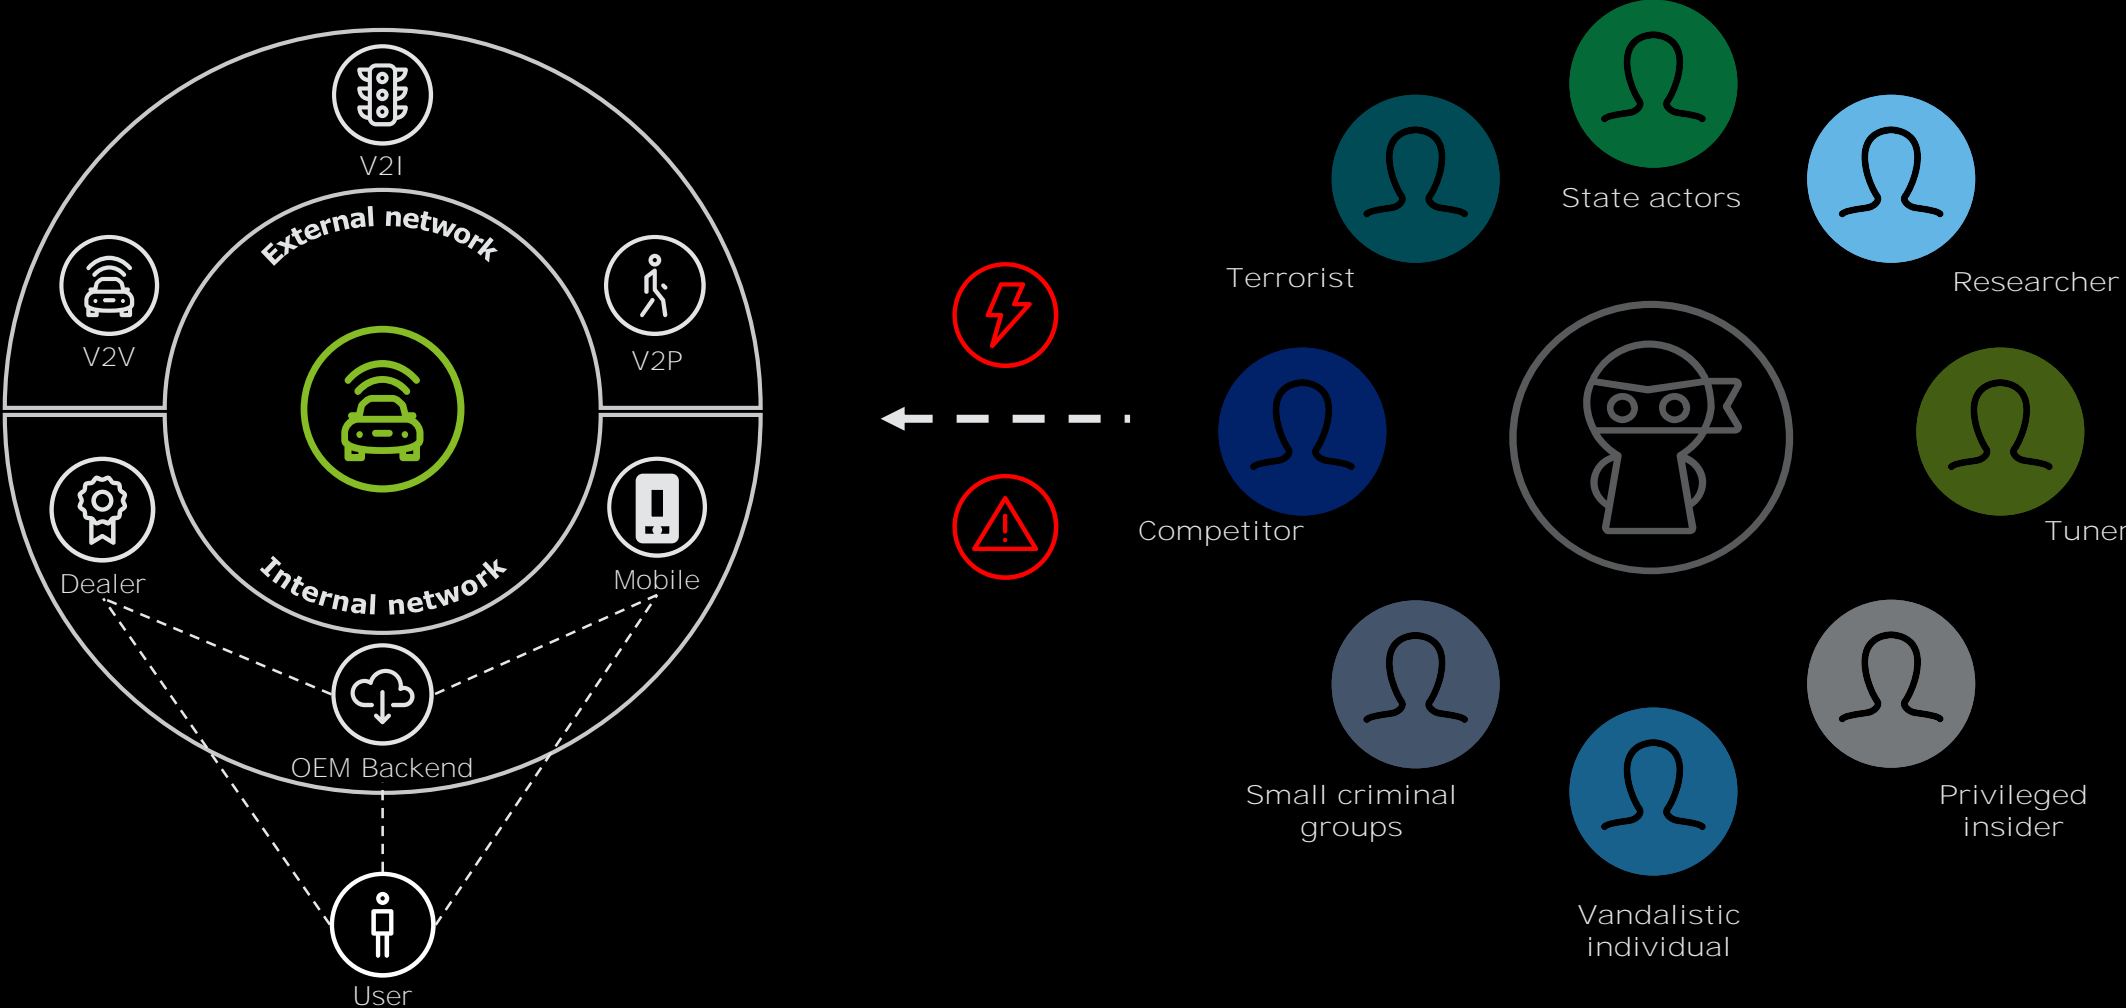 V2I
External network
V2V
V2P
Internal network
Dealer
Mobile
OEM Backend
User
State actors
Terrorist
Researcher
Competitor
Tuner
Small criminal
groups
Privileged
insider
Vandalistic
individual